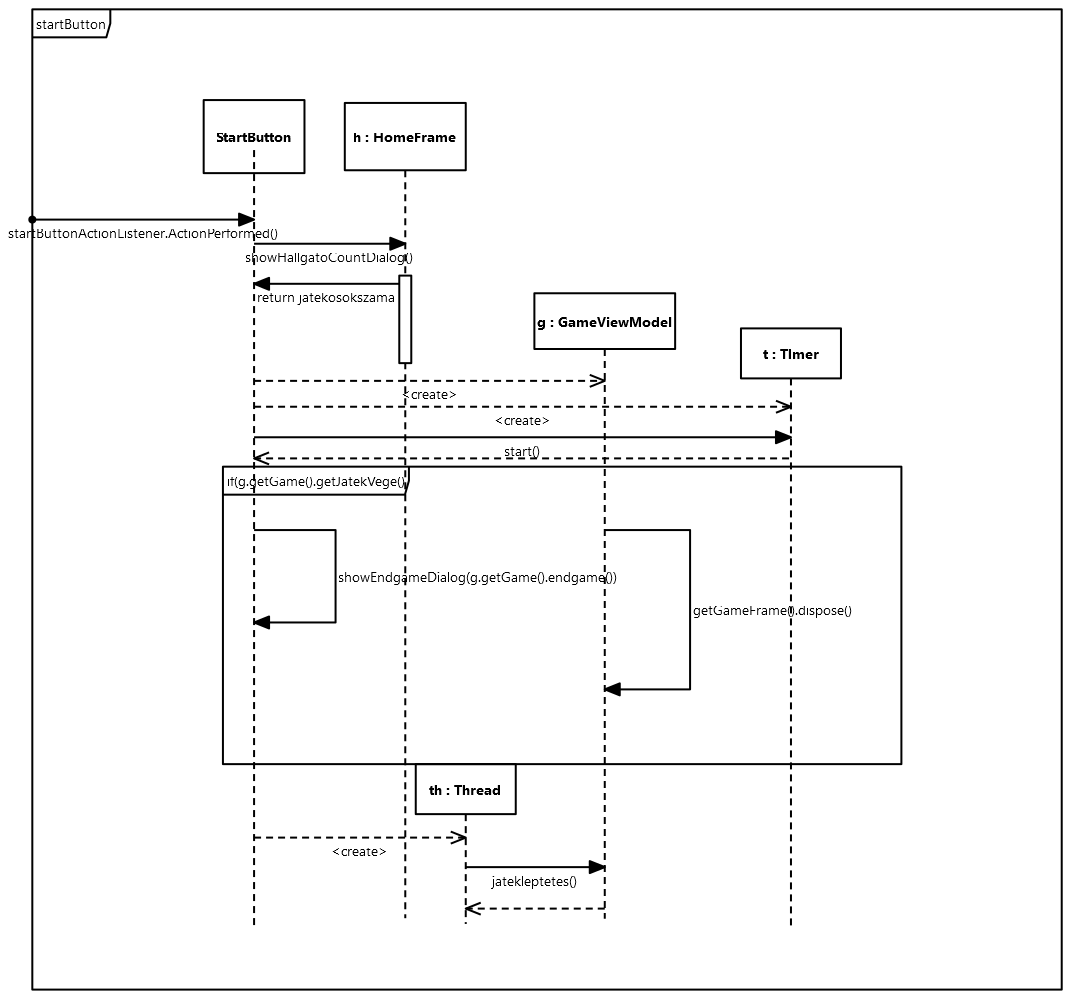 startButton
StartButton
h : HomeFrame
startButtonActionListener.ActionPerformed()
showHallgatoCountDialog()
return jatekosokszama
g : GameViewModel
t : TImer
<create>
<create>
start()
if(g.getGame().getJatekVege()
showEndgameDialog(g.getGame().endgame())
getGameFrame().dispose()
th : Thread
<create>
jatekleptetes()